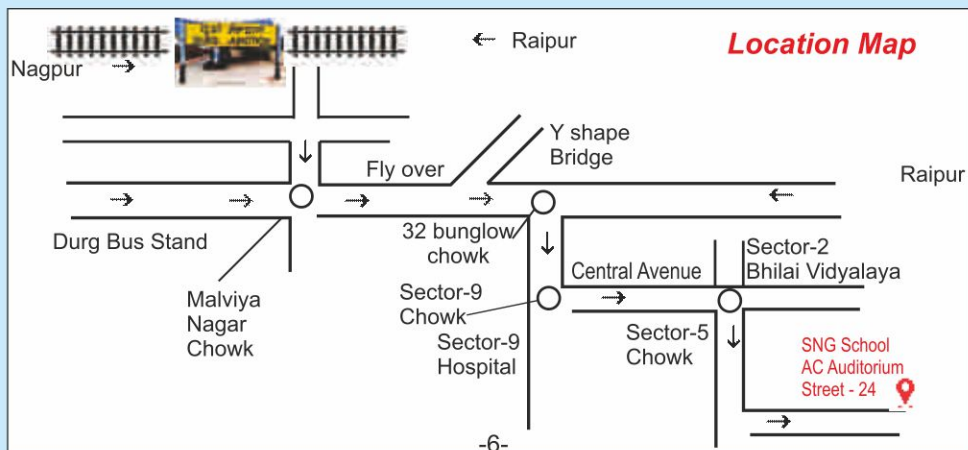 Raipur
Location Map
Nagpur
Y shape
Bridge
Fly over
Raipur
Durg Bus Stand
32 bunglow
chowk
Sector-2
Bhilai Vidyalaya
Central Avenue
Malviya
Nagar
Chowk
Sector-9
Chowk
Sector-9
Hospital
Sector-5
Chowk
SNG School
AC Auditorium
Street - 24
-6-